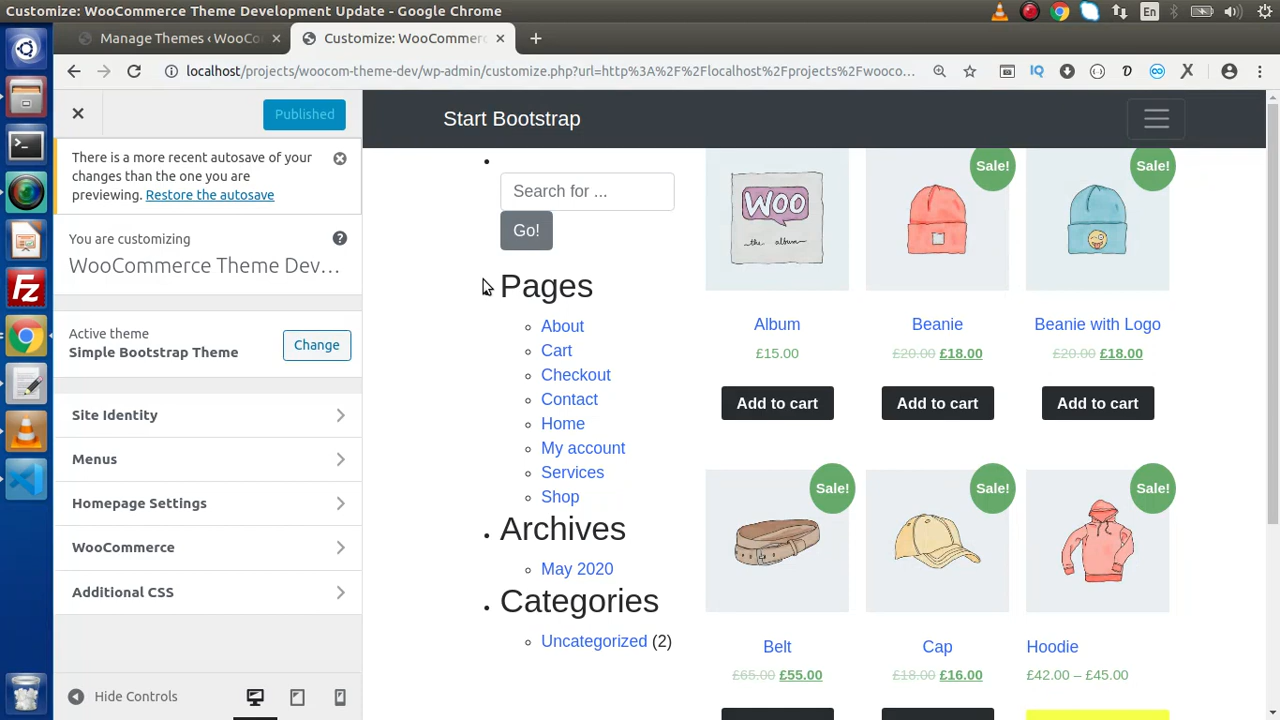 Customize: WooCommerce Theme Development Update - Google Chrome
En
Manage Themes ‹ WooCo
Customize: WooCommerc
localhost/projects/woocom-theme-dev/wp-admin/customize.php?url=http%3A%2F%2Flocalhost%2Fprojects%2Fwooco...
IQ
Published
There is a more recent autosave of your
changes than the one you are
previewing. Restore the autosave
You are customizing
WooCommerce Theme Dev...
Active theme
Simple Bootstrap Theme
Change
Site Identity
Menus
Homepage Settings
WooCommerce
Additional CSS
Hide Controls
Start Bootstrap
Search for ...
Go!
Pages
About
Cart
Checkout
Contact
Home
My account
Services
Shop
Archives
May 2020
Categories
Uncategorized (2)
WOO
the album
Sale!
Sale!
Album
Beanie
Beanie with Logo
£15.00
£20.00 £18.00
£20.00 £18.00
Add to cart
Add to cart
Add to cart
Sale!
Sale!
Sale!
Belt
Cap
Hoodie
£65.00 £55.00
£18.00 £16.00
£42.00 – £45.00